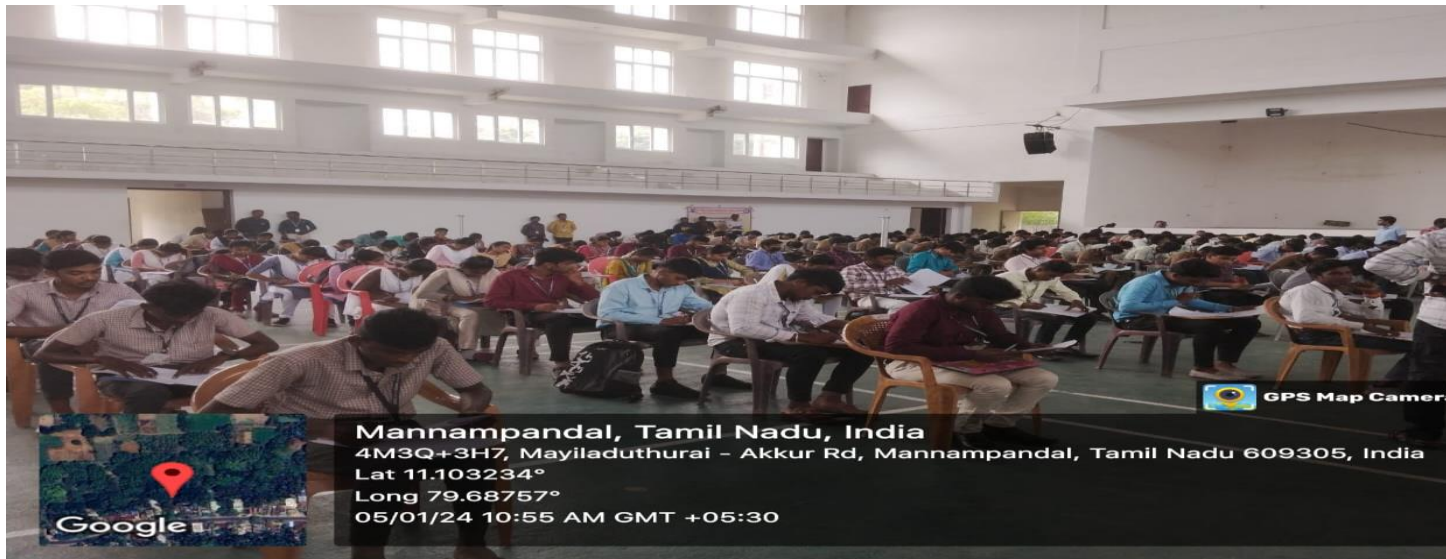 GPS Map Camera
Mannampandal, Tamil Nadu, India
4M3Q+3H7, Mayiladuthurai - Akkur Rd, Mannampandal, Tamil Nadu 609305, India
Lat 11.103234°
Long 79.68757°
05/01/24 10:55 AM GMT +05:30
Google